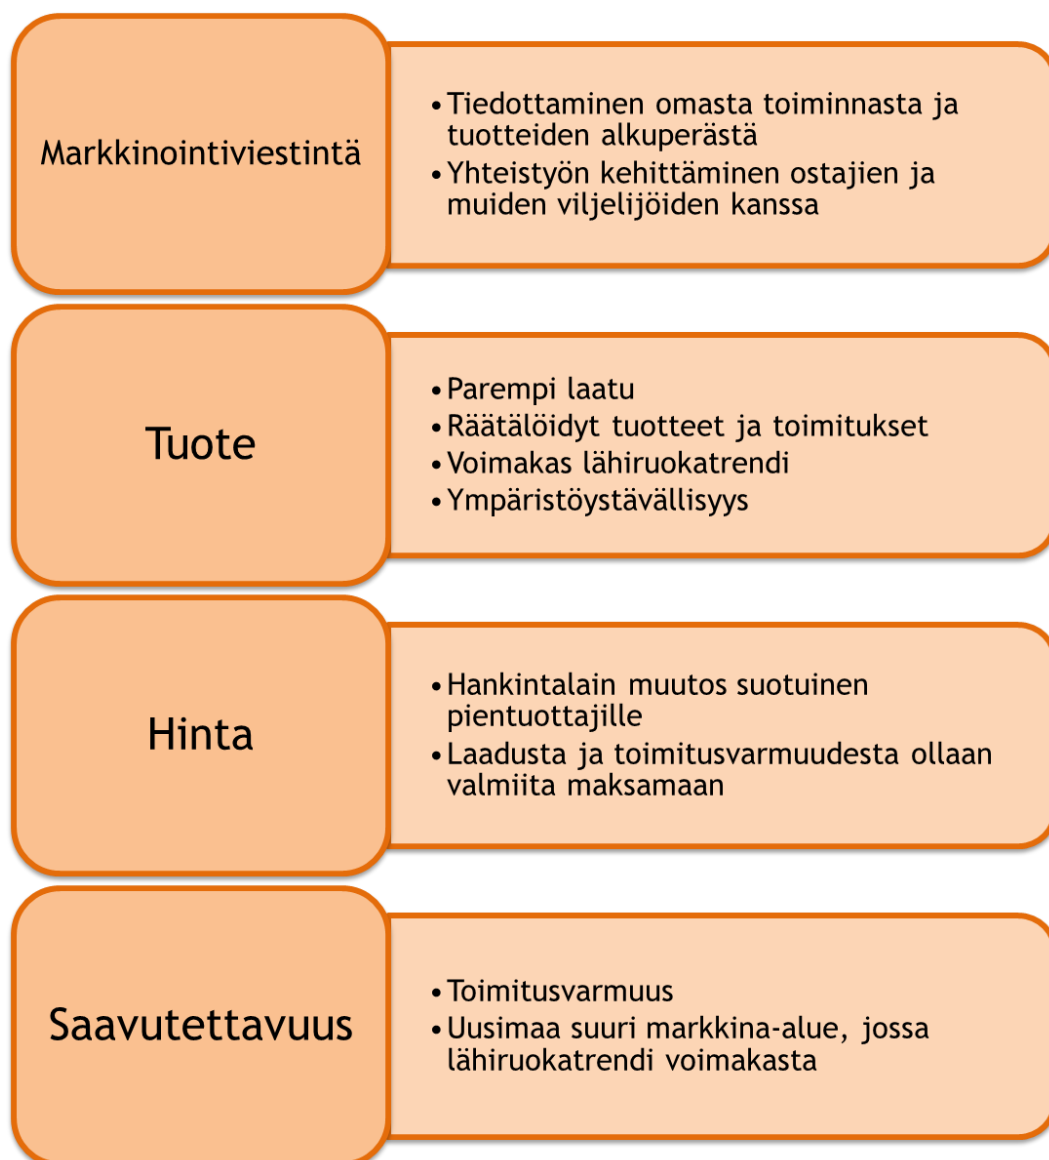 Markkinointiviestintä
• Tiedottaminen omasta toiminnasta ja
tuotteiden alkuperästä
• Yhteistyön kehittäminen ostajien ja
muiden viljelijöiden kanssa
Tuote
• Parempi laatu
• Räätälöidyt tuotteet ja toimitukset
• Voimakas lähiruokatrendi
• Ympäristöystävällisyys
Hinta
• Hankintalain muutos suotuinen
pientuottajille
• Laadusta ja toimitusvarmuudesta ollaan
valmiita maksamaan
Saavutettavuus
• Toimitusvarmuus
• Uusimaa suuri markkina-alue, jossa
lähiruokatrendi voimakasta